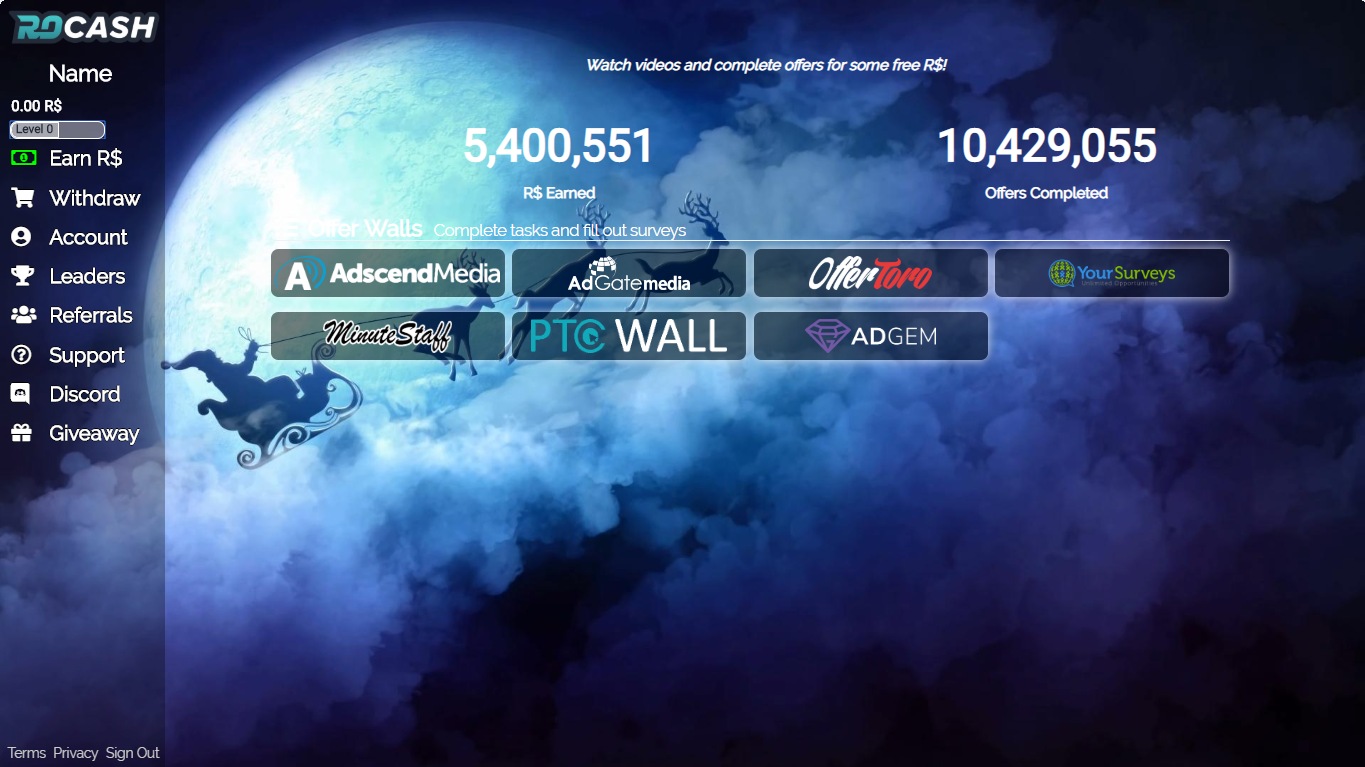 ROCASH
Name
0.00 R$
Level 0
Earn R$
Withdraw
Account
Leaders
Referrals
Support
Discord
Giveaway
Terms Privacy Sign Out
Watch videos and complete offers for some free R$!
5,400,551
R$ Earned
10,429,055
Offers Completed
Offer Walls Complete tasks and fill out surveys
AdscendMedia
AdGatemedia
OfferToro
YourSurveys
Unlimited Opportunities
MinuteStaff
PTC WALL
ADGEM